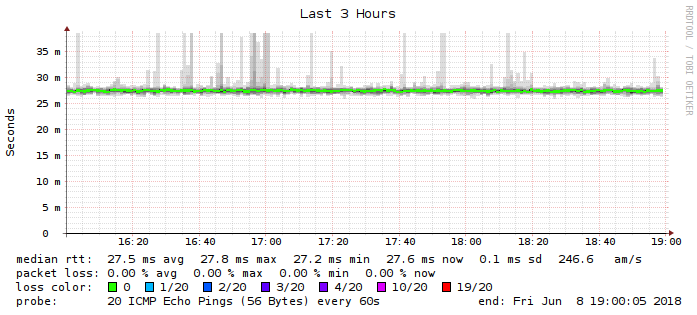 Last 3 Hours
RRDTOOL / TOBI OETIKER
Seconds
35 m
30 m
25 m
20 m
15 m
10 m
5 m
0
16:20 16:40 17:00 17:20 17:40 18:00 18:20 18:40 19:00
median rtt: 27.5 ms avg 27.8 ms max 27.2 ms min 27.6 ms now 0.1 ms sd 246.6 am/s
packet loss: 0.00 % avg 0.00 % max 0.00 % min 0.00 % now
loss color: 0 1/20 2/20 3/20 4/20 10/20 19/20
probe: 20 ICMP Echo Pings (56 Bytes) every 60s end: Fri Jun 8 19:00:05 2018